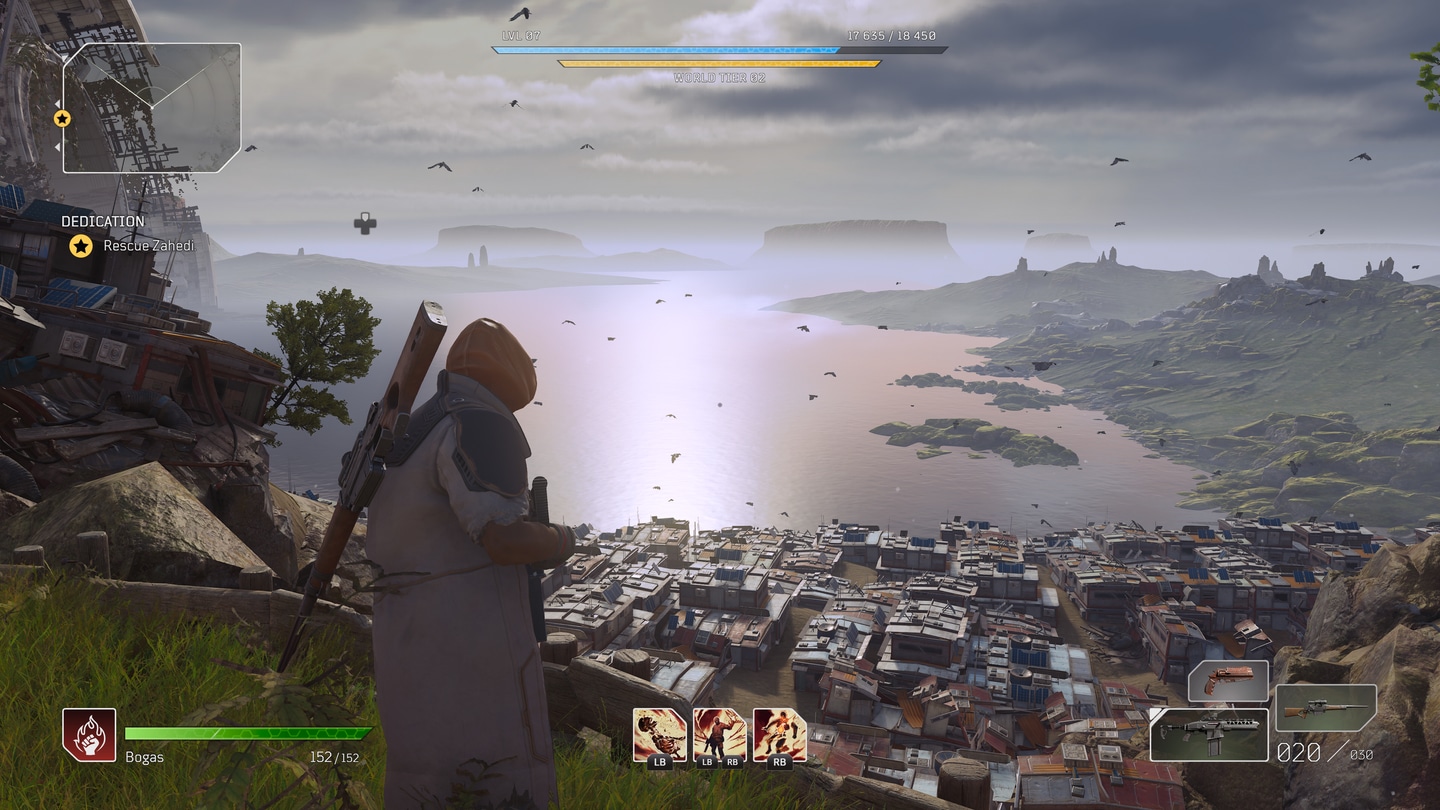 LVL 07
17 635 / 18 450
WORLD TIER 02
DEDICATION
Rescue Zahedi
Bogas
152/152
LB
LB RB
RB
020 / 030